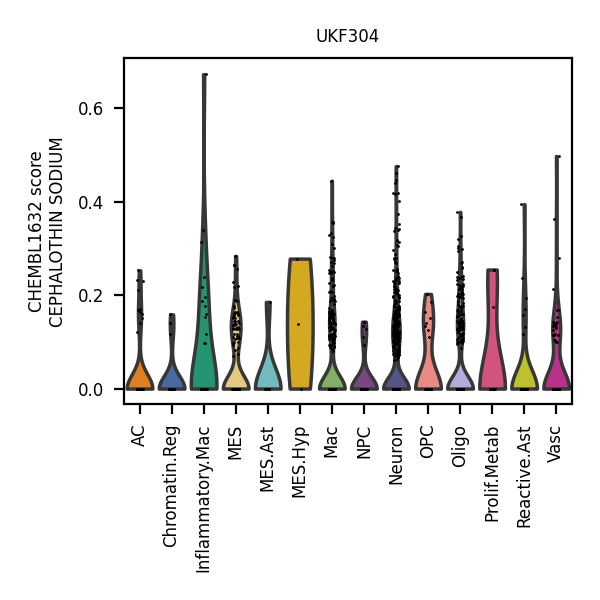 UKF304
CHEMBL1632 score
CEPHALOTHIN SODIUM
0.6
0.4
0.2
0.0
AC
Chromatin.Reg
Inflammatory.Mac
MES
MES.Ast
MES.Hyp
Mac
NPC
Neuron
OPC
Oligo
Prolif.Metab
Reactive.Ast
Vasc